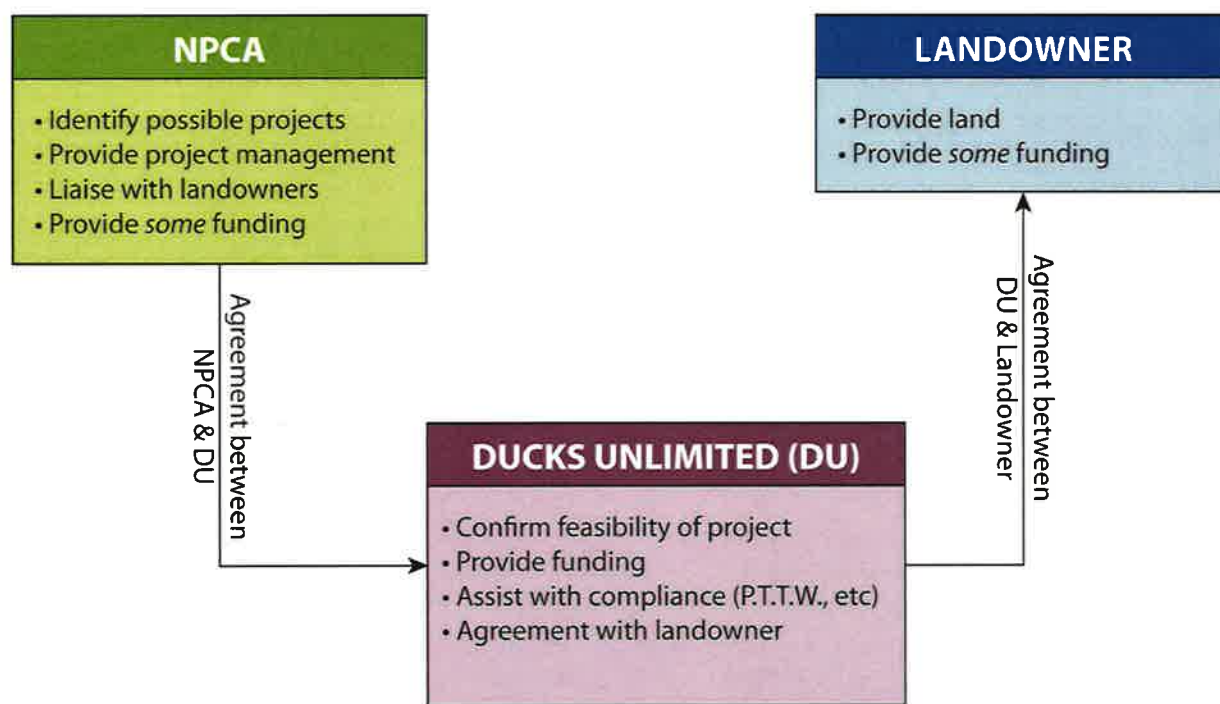 NPCA
• Identify possible projects
• Provide project management
• Liaise with landowners
• Provide some funding
LANDOWNER
• Provide land
• Provide some funding
Agreement between
NPCA & DU
DUCKS UNLIMITED (DU)
• Confirm feasibility of project
• Provide funding
• Assist with compliance (P.T.T.W., etc)
• Agreement with landowner
Agreement between
DU & Landowner